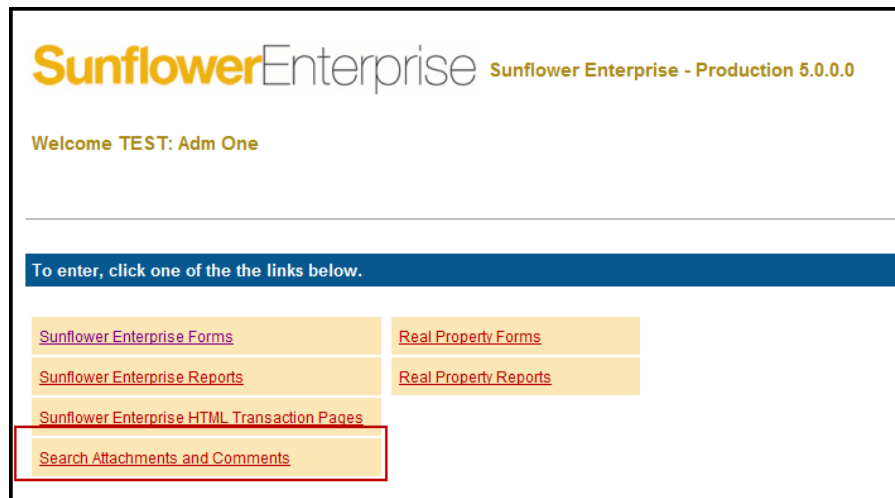 SunflowerEnterprise Sunflower Enterprise - Production 5.0.0.0
Welcome TEST: Adm One
To enter, click one of the the links below.
Sunflower Enterprise Forms
Real Property Forms
Sunflower Enterprise Reports
Real Property Reports
Sunflower Enterprise HTML Transaction Pages
Search Attachments and Comments